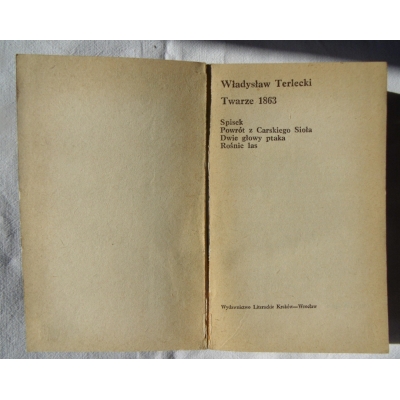 Władysław Terlecki
Twarze 1863
Spisek
Powrót z Carskiego Sioła
Dwie głowy ptaka
Rośnie las
Wydawnictwo Literackie Kraków—Wrocław